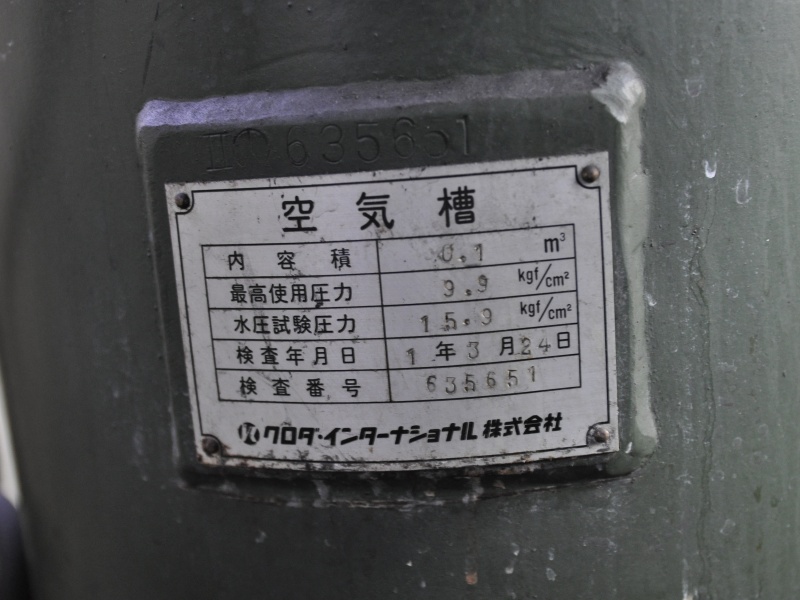 635651
空気槽
内容積 0.1 m³
最高使用圧力 9.9 kgf/cm²
水圧試験圧力 15.9 kgf/cm²
検査年月日 1年3月24日
検査番号 635651
クロダ・インターナショナル株式会社